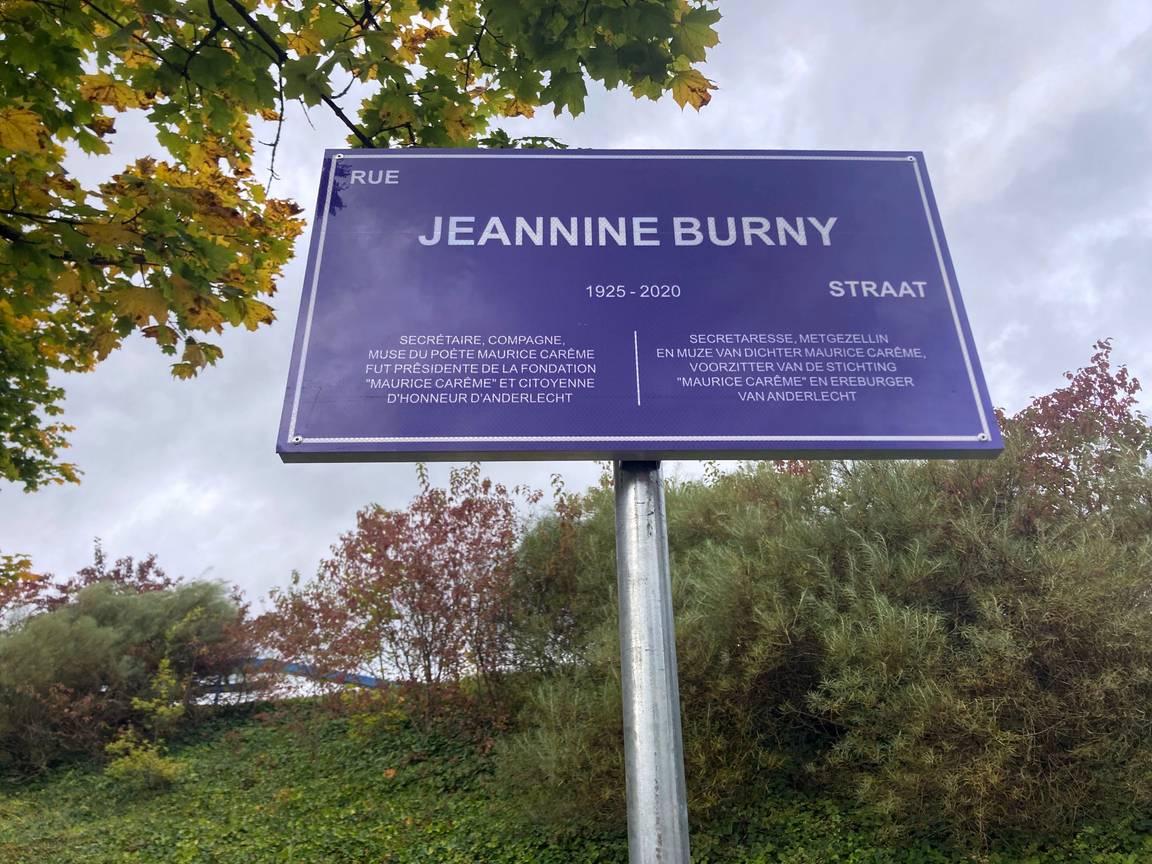 RUE
JEANNINE BURNY
1925 - 2020
STRAAT
SECRÉTAIRE, COMPAGNE,
MUSE DU POÈTE MAURICE CARÊME
FUT PRÉSIDENTE DE LA FONDATION
"MAURICE CARÊME" ET CITOYENNE
D'HONNEUR D'ANDERLECHT
SECRETARESSE, METGEZELLIN
EN MUZE VAN DICHTER MAURICE CARÊME,
VOORZITTER VAN DE STICHTING
"MAURICE CARÊME" EN EREBURGER
VAN ANDERLECHT